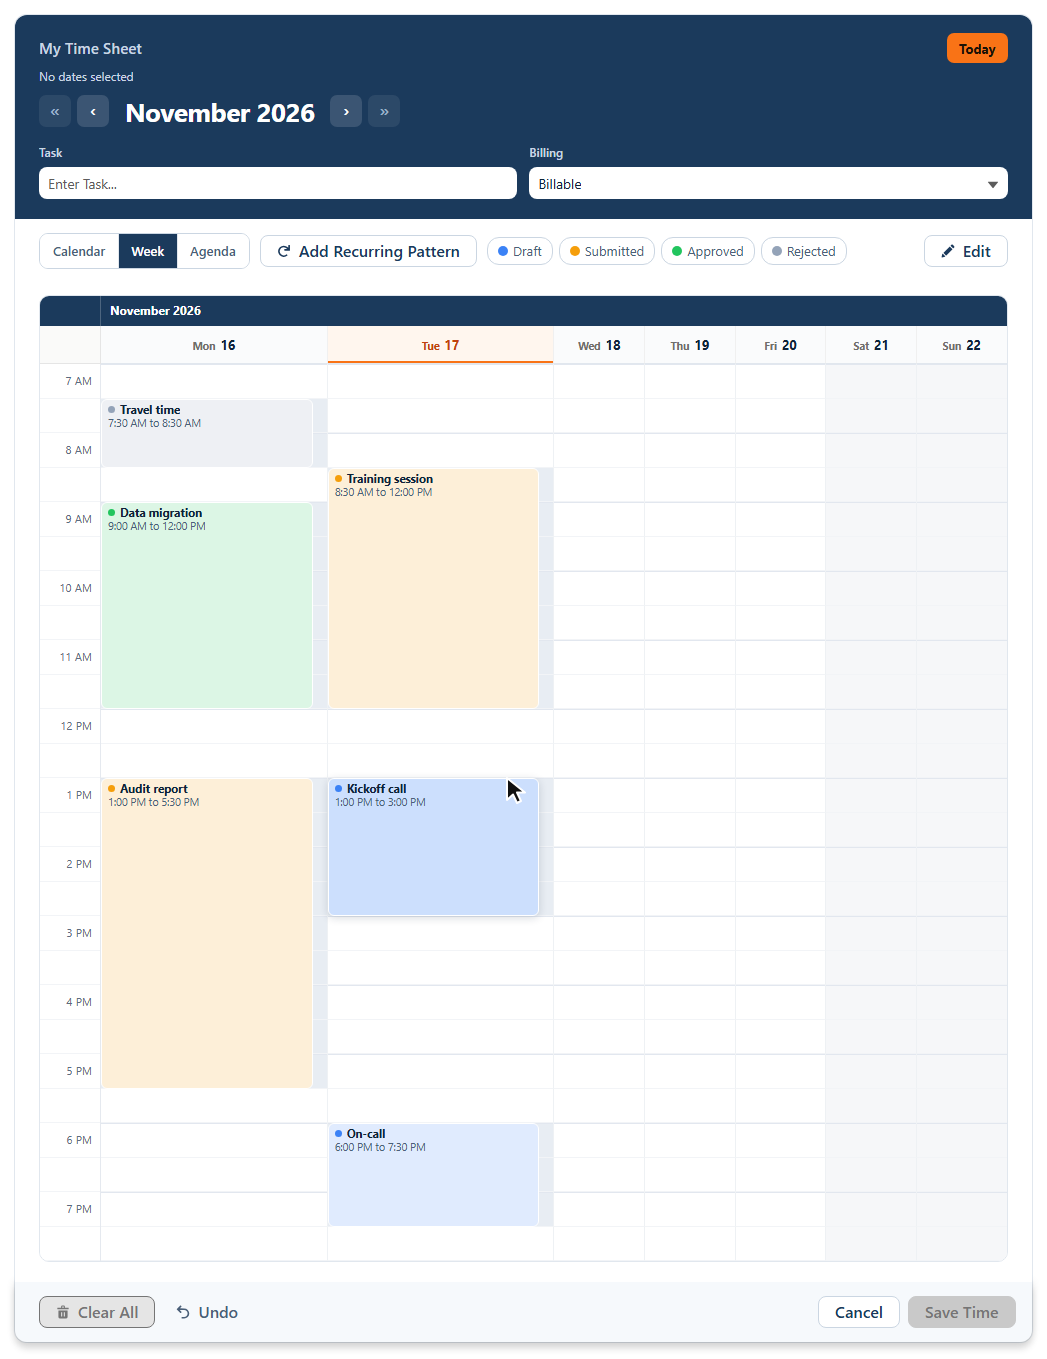 My Time Sheet
Today
No dates selected
« ‹ November 2026 › »
Task
Billing
Enter Task...
Billable
Calendar Week Agenda
Add Recurring Pattern
Draft Submitted Approved Rejected
Edit
November 2026
Mon 16 Tue 17 Wed 18 Thu 19 Fri 20 Sat 21 Sun 22
7 AM
Travel time
7:30 AM to 8:30 AM
8 AM
Training session
8:30 AM to 12:00 PM
Data migration
9:00 AM to 12:00 PM
9 AM
10 AM
11 AM
12 PM
Audit report
1:00 PM to 5:30 PM
Kickoff call
1:00 PM to 3:00 PM
1 PM
2 PM
3 PM
4 PM
5 PM
On-call
6:00 PM to 7:30 PM
6 PM
7 PM
Clear All
Undo
Cancel
Save Time